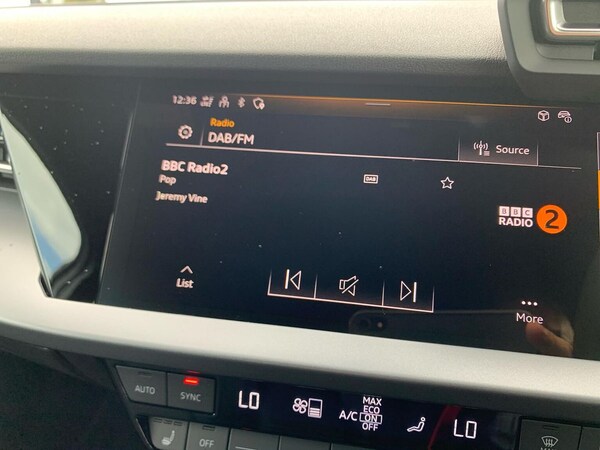 12:36
Radio
DAB/FM
Source
BBC Radio2
Pop
DAB
Jeremy Vine
BBC
RADIO 2
List
More
AUTO
SYNC
LO
A/C
MAX
ECO
ON
OFF
LO
OFF
MAX